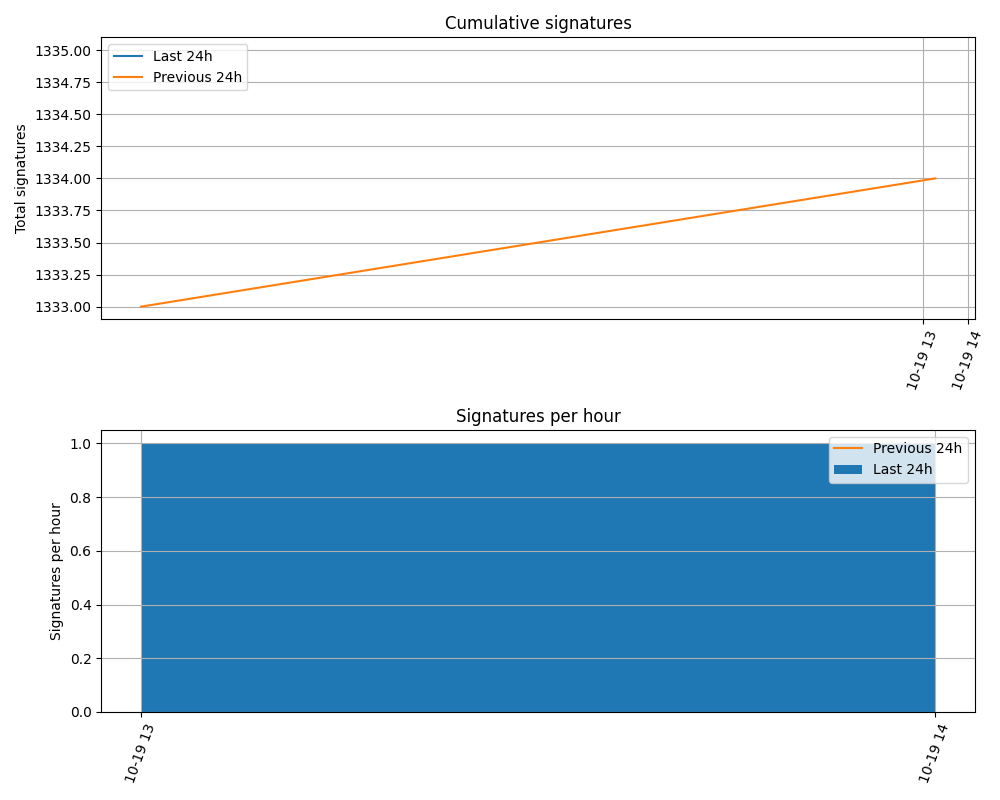 Cumulative signatures
Total signatures
1335.00
1334.75
1334.50
1334.25
1334.00
1333.75
1333.50
1333.25
1333.00
Last 24h
Previous 24h
10-19 13
10-19 14
Signatures per hour
Signatures per hour
1.0
0.8
0.6
0.4
0.2
0.0
Previous 24h
Last 24h
10-19 13
10-19 14